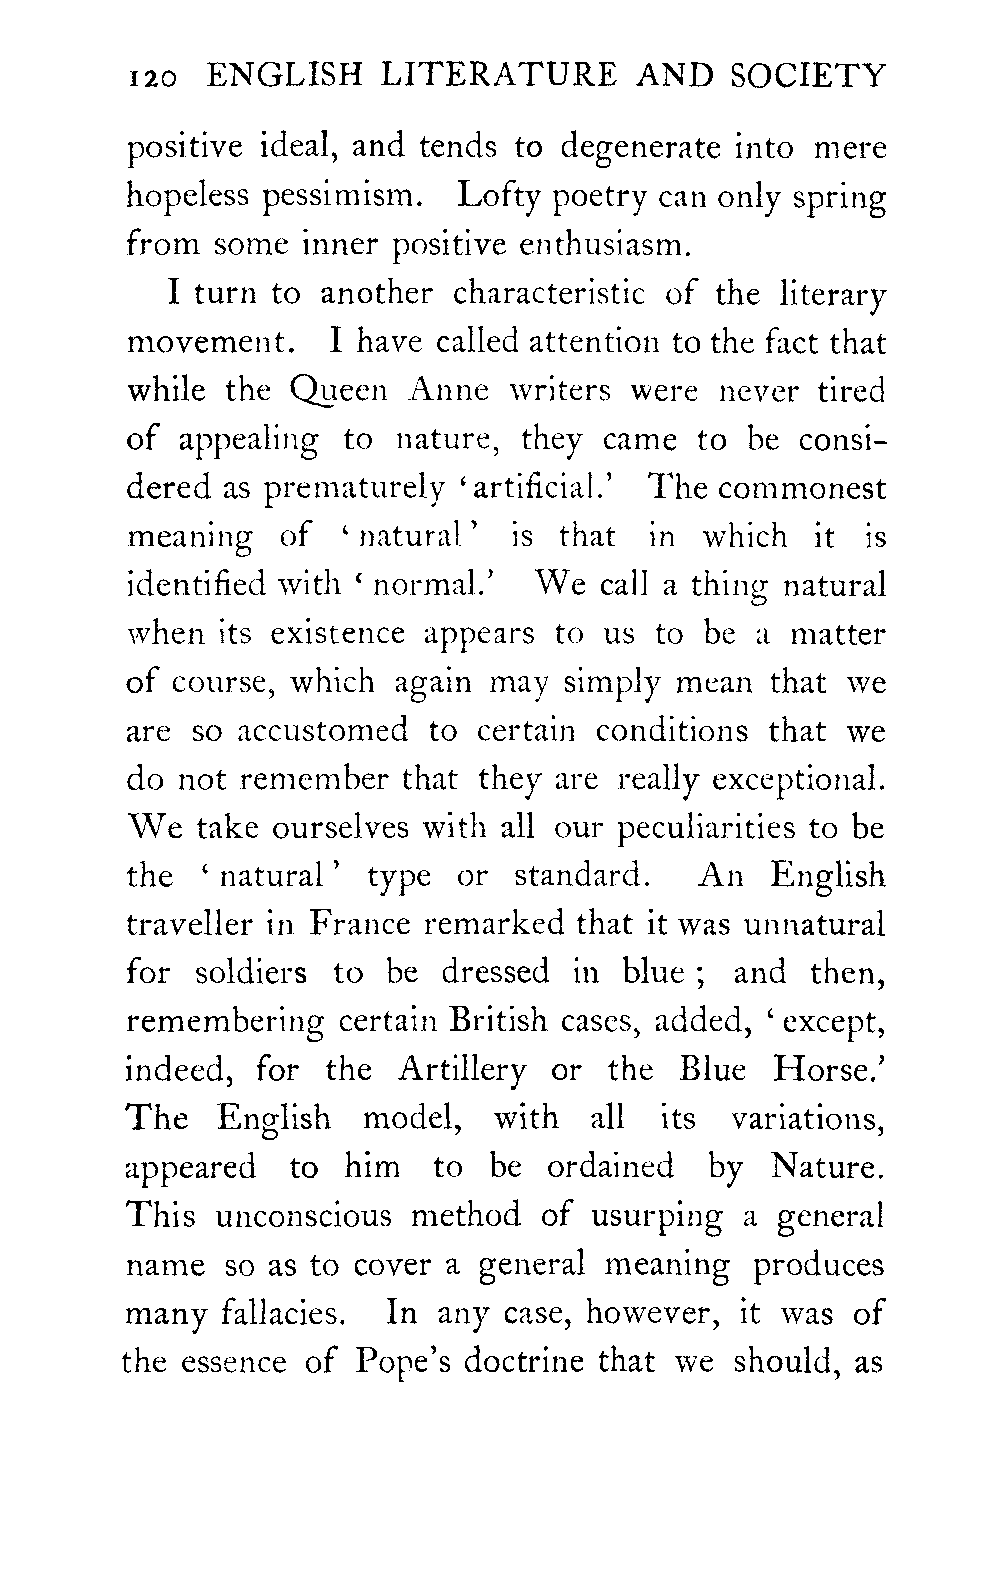 120 ENGLISH LITERATURE AND SOCIETY
positive ideal, and tends to degenerate into mere
hopeless pessimism. Lofty poetry can only spring
from some inner positive enthusiasm.
I turn to another characteristic of the literary
movement. I have called attention to the fact that
while the Queen Anne writers were never tired
of appealing to nature, they came to be consi-
dered as prematurely ‘artificial.’ The commonest
meaning of ‘natural’ is that in which it is
identified with ‘normal.’ We call a thing natural
when its existence appears to us to be a matter
of course, which again may simply mean that we
are so accustomed to certain conditions that we
do not remember that they are really exceptional.
We take ourselves with all our peculiarities to be
the ‘natural’ type or standard. An English
traveller in France remarked that it was unnatural
for soldiers to be dressed in blue; and then,
remembering certain British cases, added, ‘except,
indeed, for the Artillery or the Blue Horse.’
The English model, with all its variations,
appeared to him to be ordained by Nature.
This unconscious method of usurping a general
name so as to cover a general meaning produces
many fallacies. In any case, however, it was of
the essence of Pope’s doctrine that we should, as